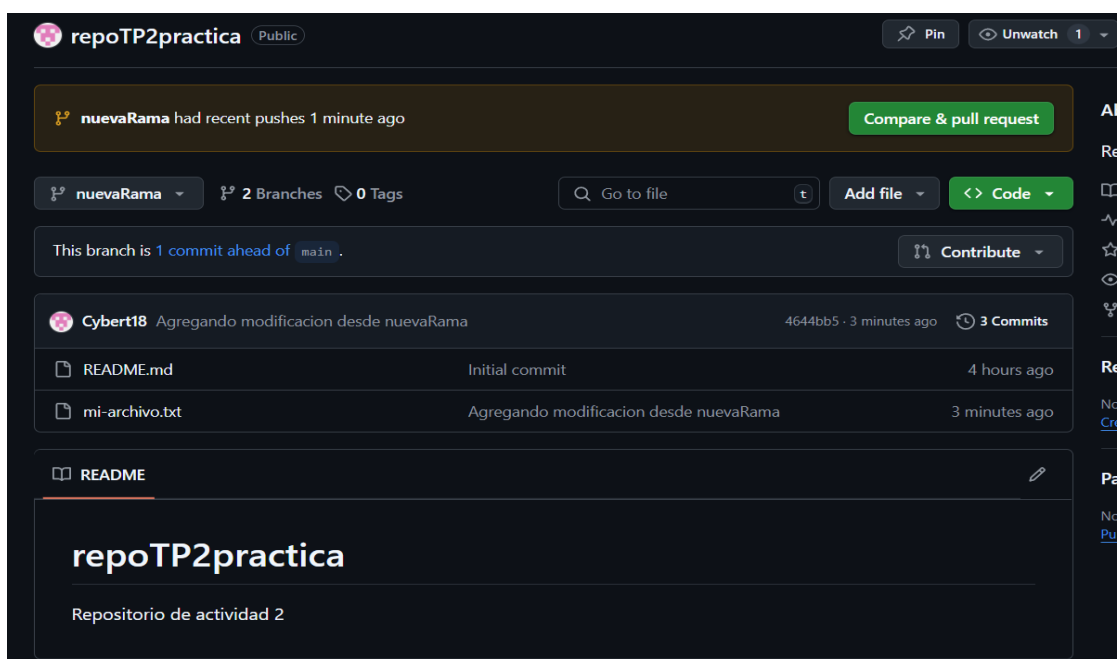 repoTP2practica Public Pin Unwatch 1
nuevaRama had recent pushes 1 minute ago Compare & pull request
nuevaRama 2 Branches 0 Tags Go to file t Add file Code
This branch is 1 commit ahead of main . Contribute
Cybert18 Agregando modificacion desde nuevaRama 4644bb5 · 3 minutes ago 3 Commits
README.md Initial commit 4 hours ago
mi-archivo.txt Agregando modificacion desde nuevaRama 3 minutes ago
README
repoTP2practica
Repositorio de actividad 2